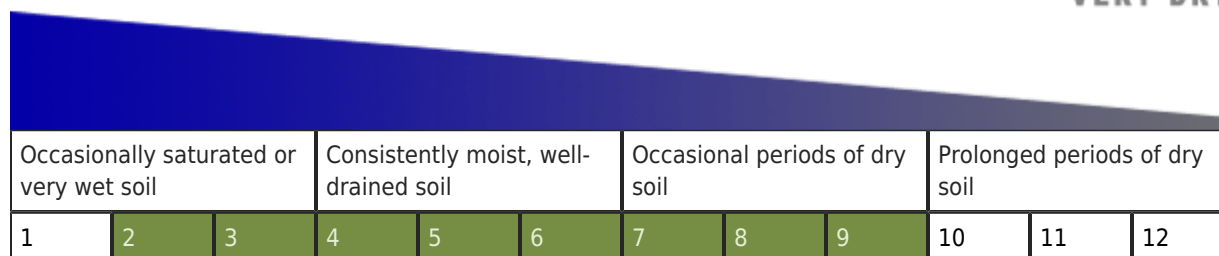 Occasionally saturated or
very wet soil
Consistently moist, well-
drained soil
Occasional periods of dry
soil
Prolonged periods of dry
soil
1 2 3 4 5 6 7 8 9 10 11 12